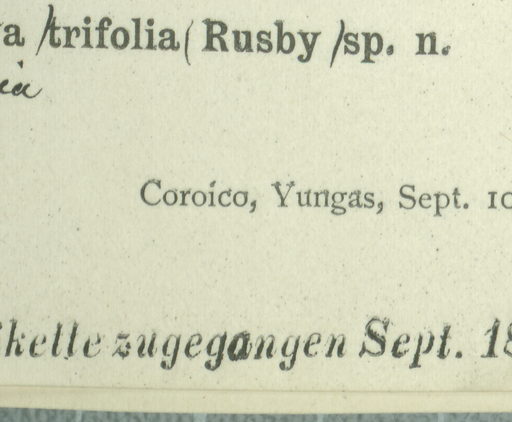 a trifolia (Rusby sp. n.
Coroico, Yungas, Sept. 10
kette zugegangen Sept. 18